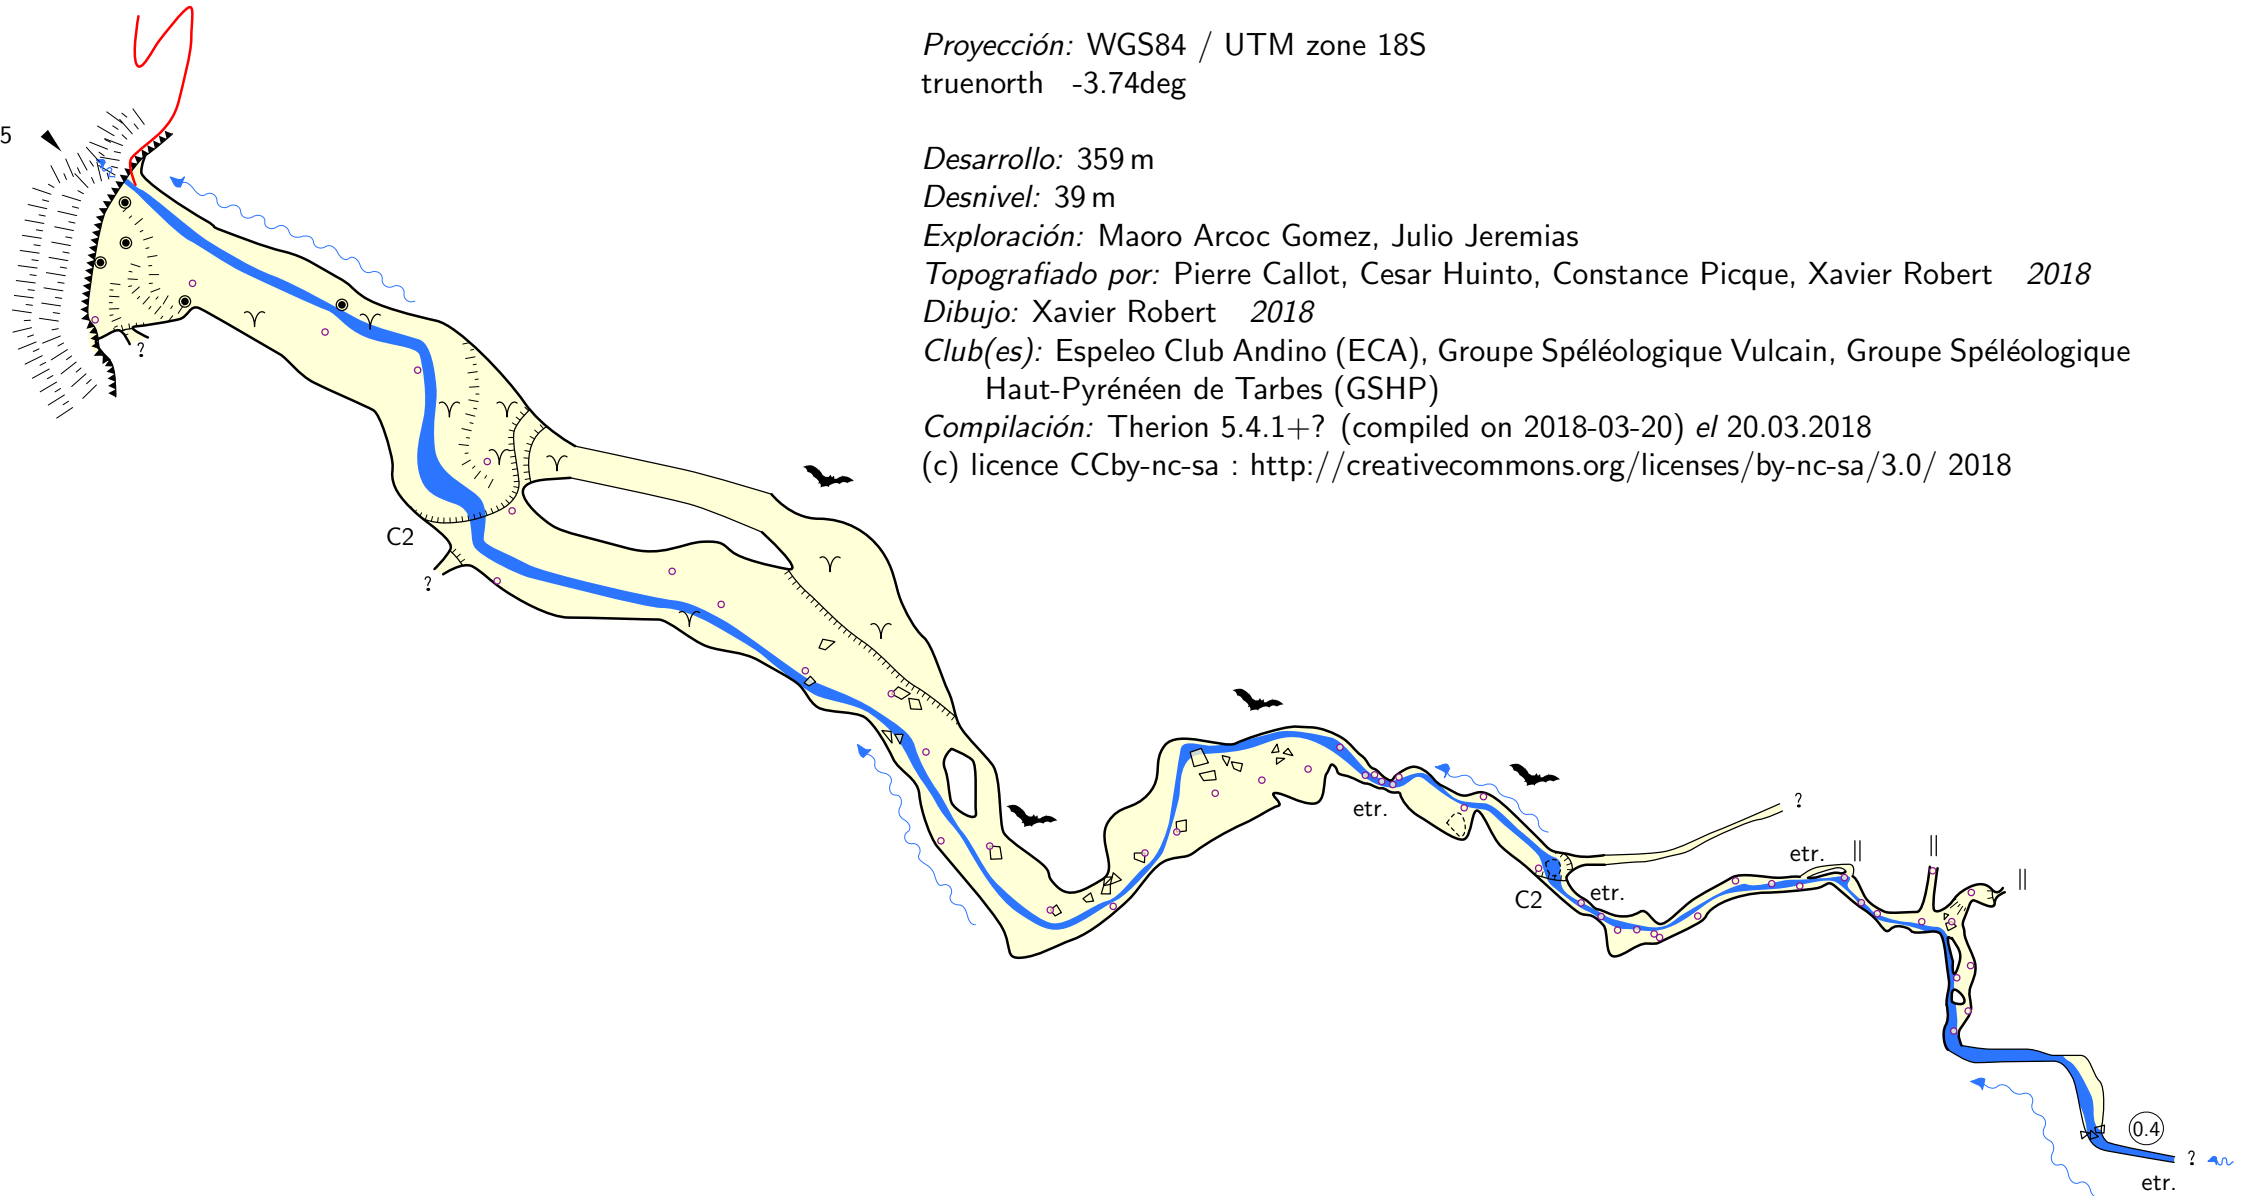 Proyección: WGS84 / UTM zone 18S
truenorth -3.74deg
5
Desarrollo: 359 m
Desnivel: 39 m
Exploración: Maoro Arcoc Gomez, Julio Jeremias
Topografiado por: Pierre Callot, Cesar Huinto, Constance Picque, Xavier Robert 2018
Dibujo: Xavier Robert 2018
Club(es): Espeleo Club Andino (ECA), Groupe Spéléologique Vulcain, Groupe Spéléologique
Haut-Pyrénéen de Tarbes (GSHP)
Compilación: Therion 5.4.1+? (compiled on 2018-03-20) el 20.03.2018
(c) licence CCby-nc-sa : http://creativecommons.org/licenses/by-nc-sa/3.0/ 2018
?
C2
?
etr.
?
etr.
etr.
C2
0.4
?
etr.